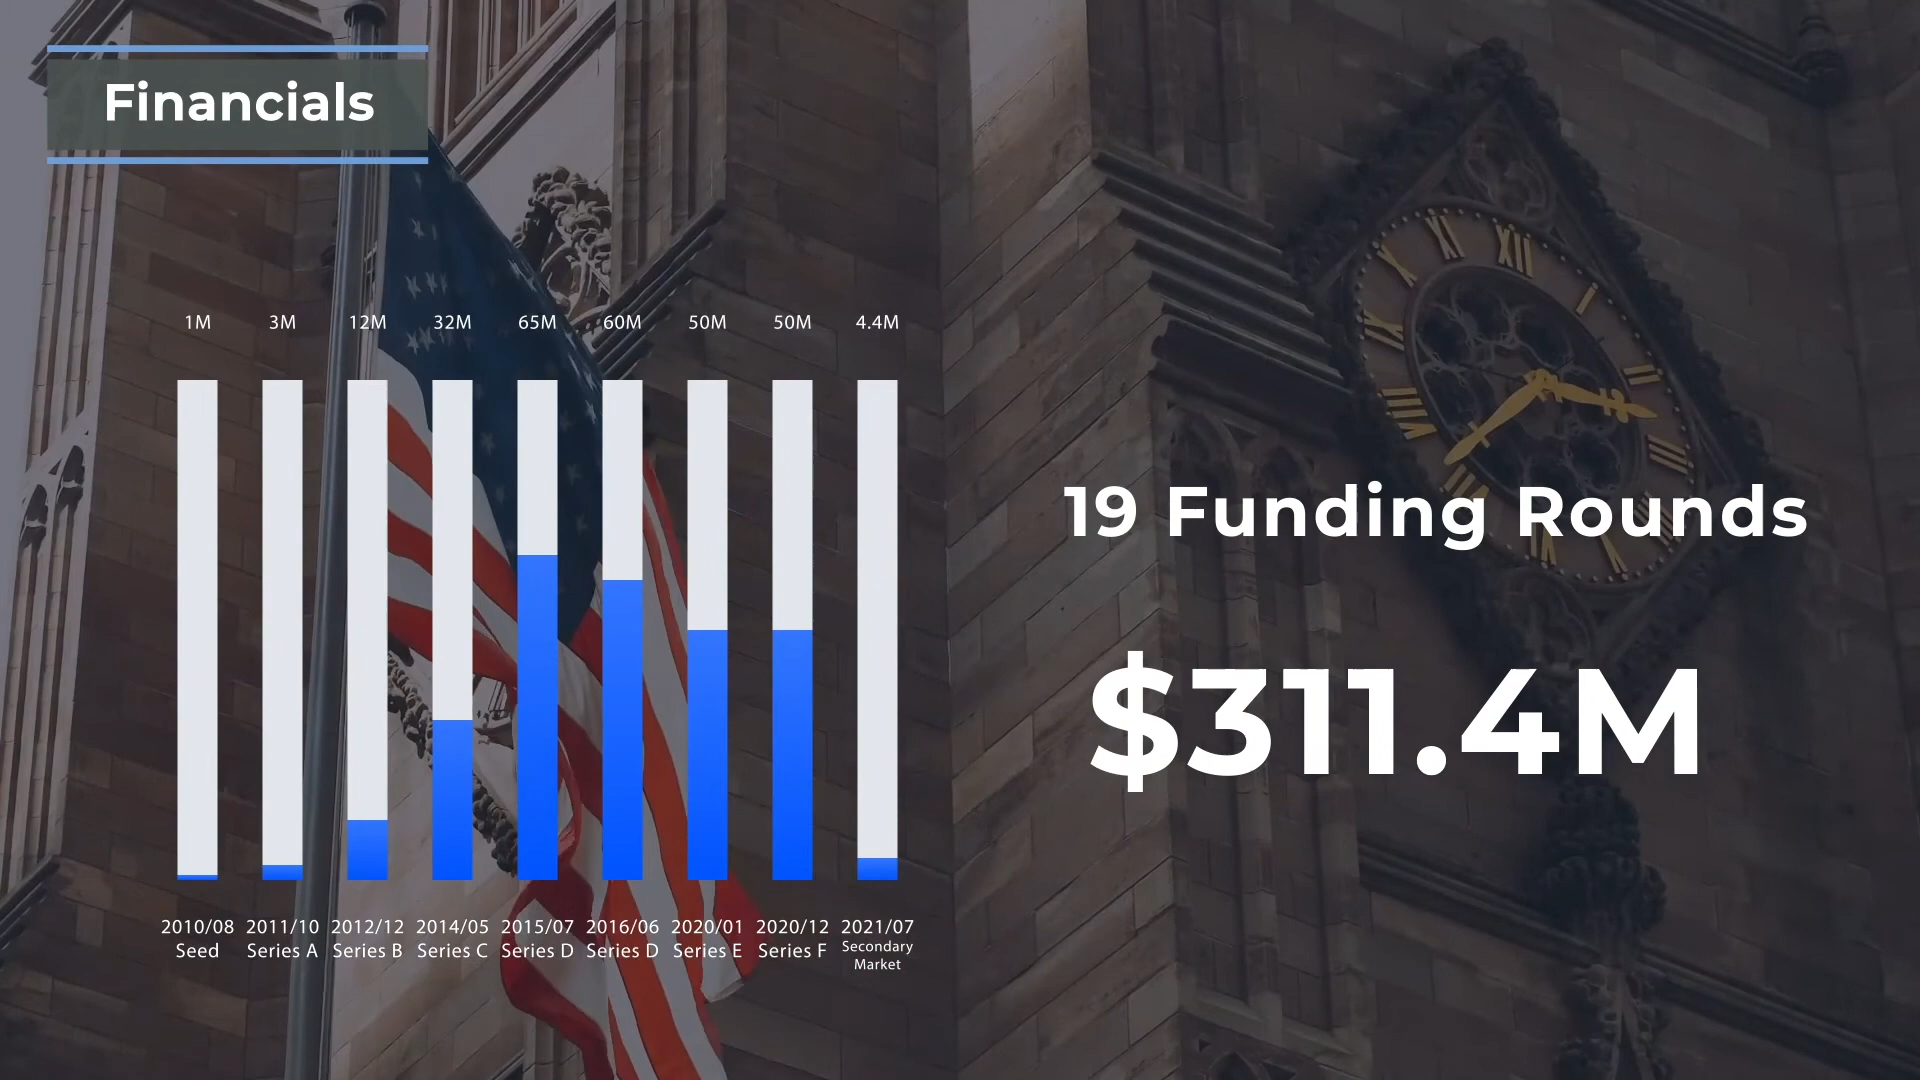 Financials
1M 3M 12M 32M 65M 60M 50M 50M 4.4M
2010/08 2011/10 2012/12 2014/05 2015/07 2016/06 2020/01 2020/12 2021/07
Seed Series A Series B Series C Series D Series D Series E Series F Secondary
Market
19 Funding Rounds
$311.4M